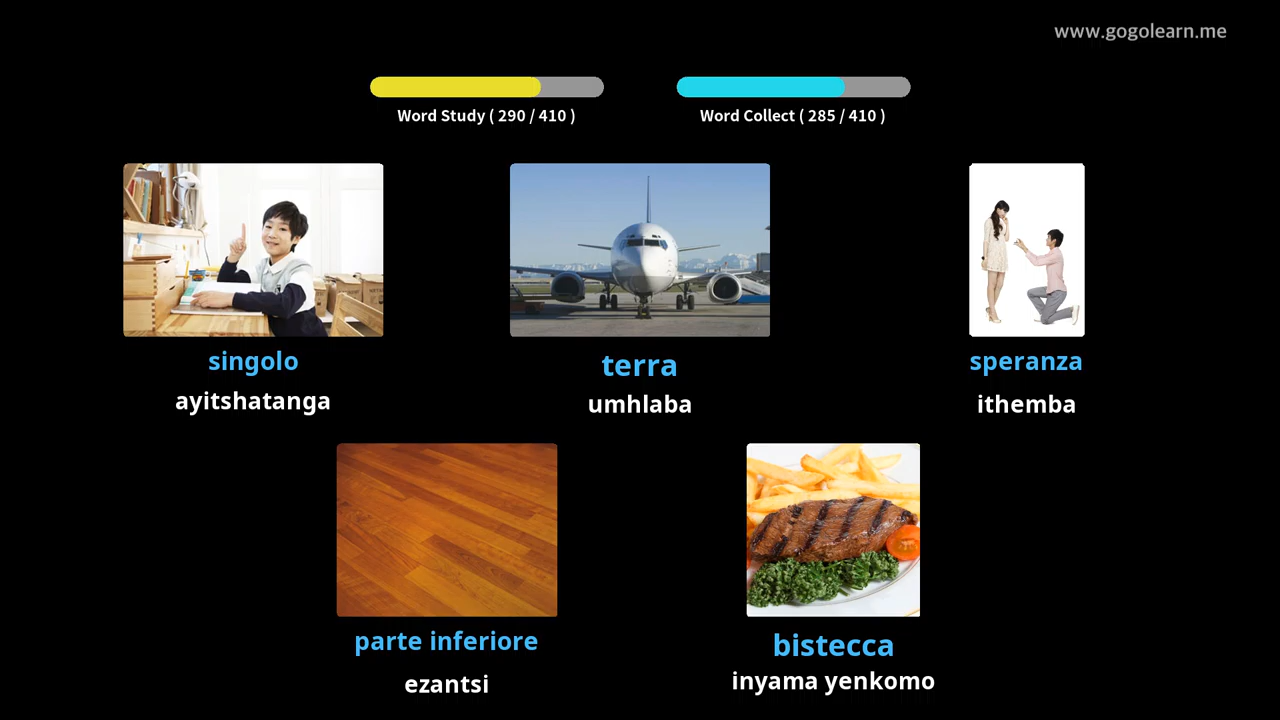 www.gogolearn.me
Word Study ( 290 / 410 )
Word Collect ( 285 / 410 )
singolo
ayitshatanga
terra
umhlaba
speranza
ithemba
parte inferiore
ezantsi
bistecca
inyama yenkomo